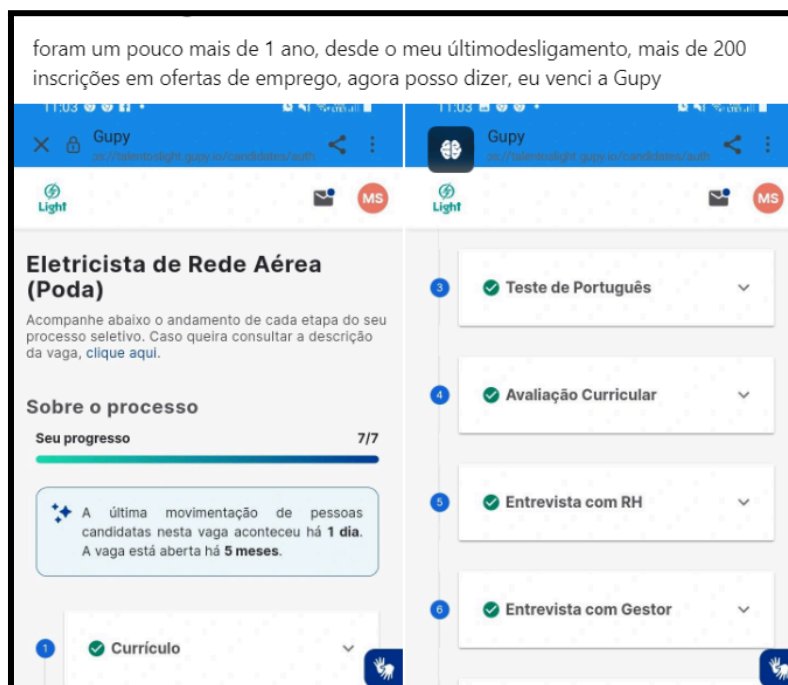 foram um pouco mais de 1 ano, desde o meu últimodesligamento, mais de 200
inscrições em ofertas de emprego, agora posso dizer, eu venci a Gupy
11:03
Gupy
Light
MS
Eletricista de Rede Aérea
(Poda)
Acompanhe abaixo o andamento de cada etapa do seu
processo seletivo. Caso queira consultar a descrição
da vaga, clique aqui.
Sobre o processo
Seu progresso 7/7
A última movimentação de pessoas
candidatas nesta vaga aconteceu há 1 dia.
A vaga está aberta há 5 meses.
1 Currículo
11:03
Gupy
Light
MS
3 Teste de Português
4 Avaliação Curricular
5 Entrevista com RH
6 Entrevista com Gestor